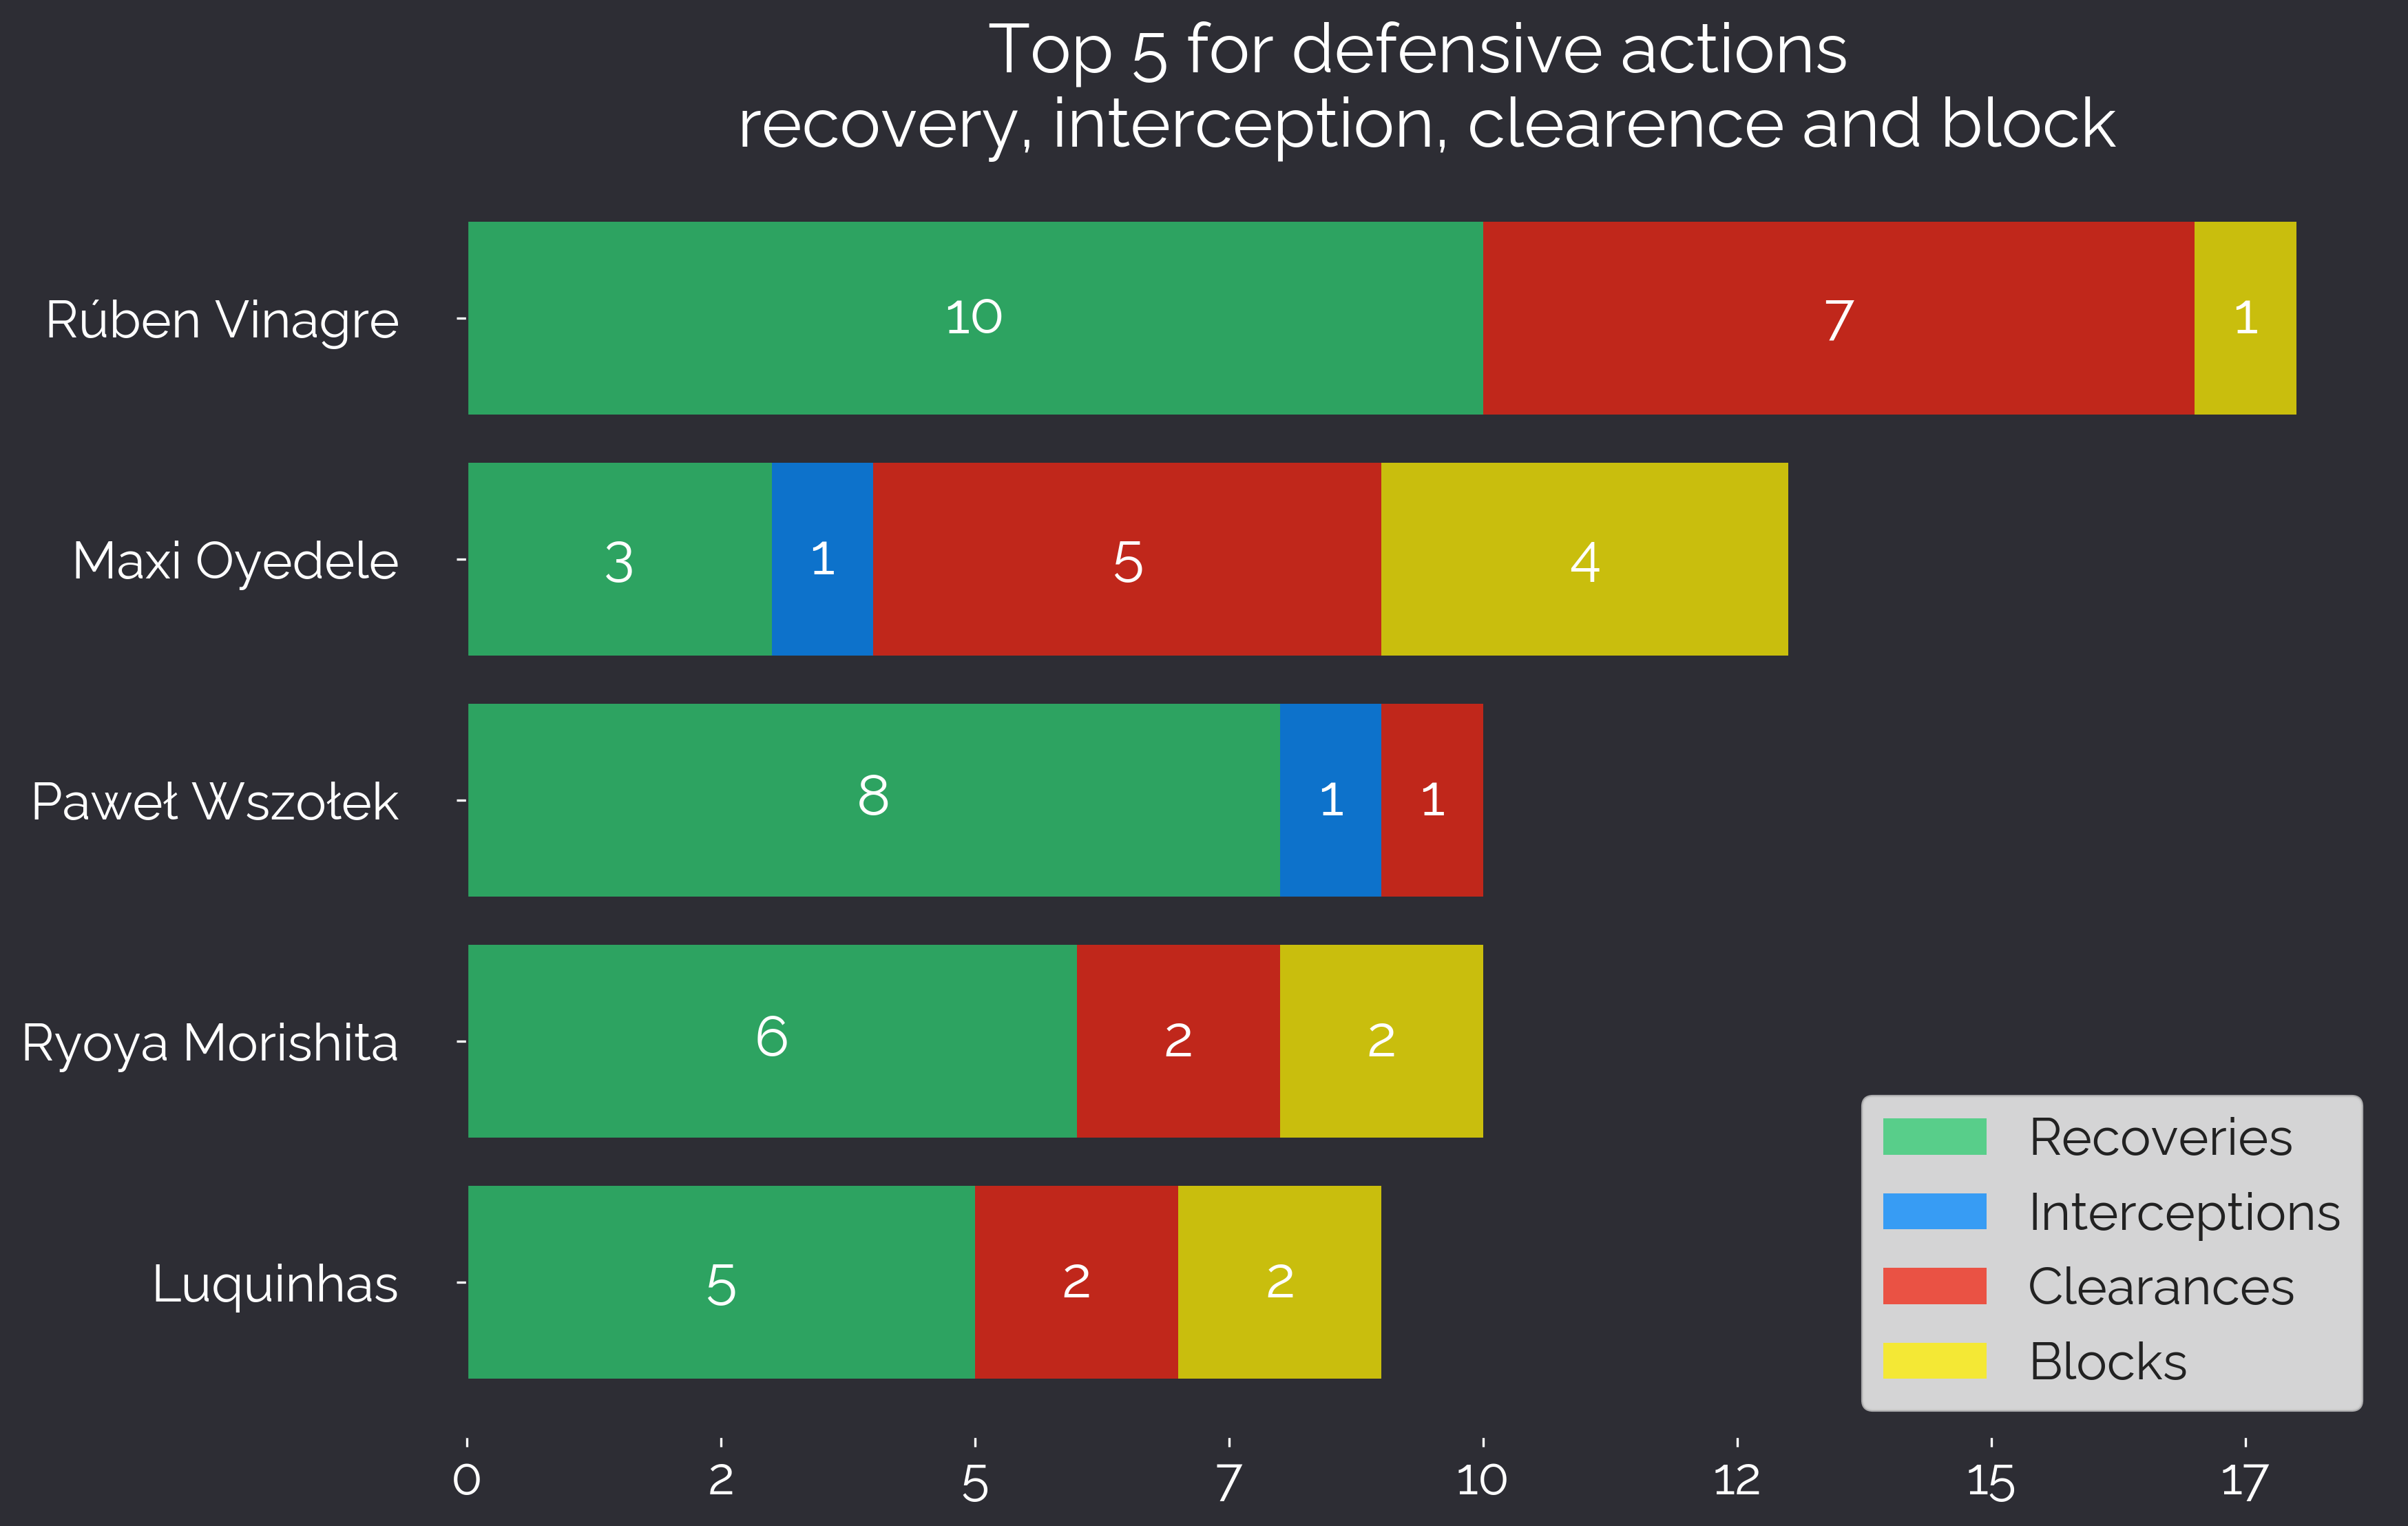 Top 5 for defensive actions
recovery, interception, clearence and block
Rúben Vinagre
10 7 1
Maxi Oyedele
3 1 5 4
Paweł Wszołek
8 1 1
Ryoya Morishita
6 2 2
Luquinhas
5 2 2
Recoveries
Interceptions
Clearances
Blocks
0 2 5 7 10 12 15 17